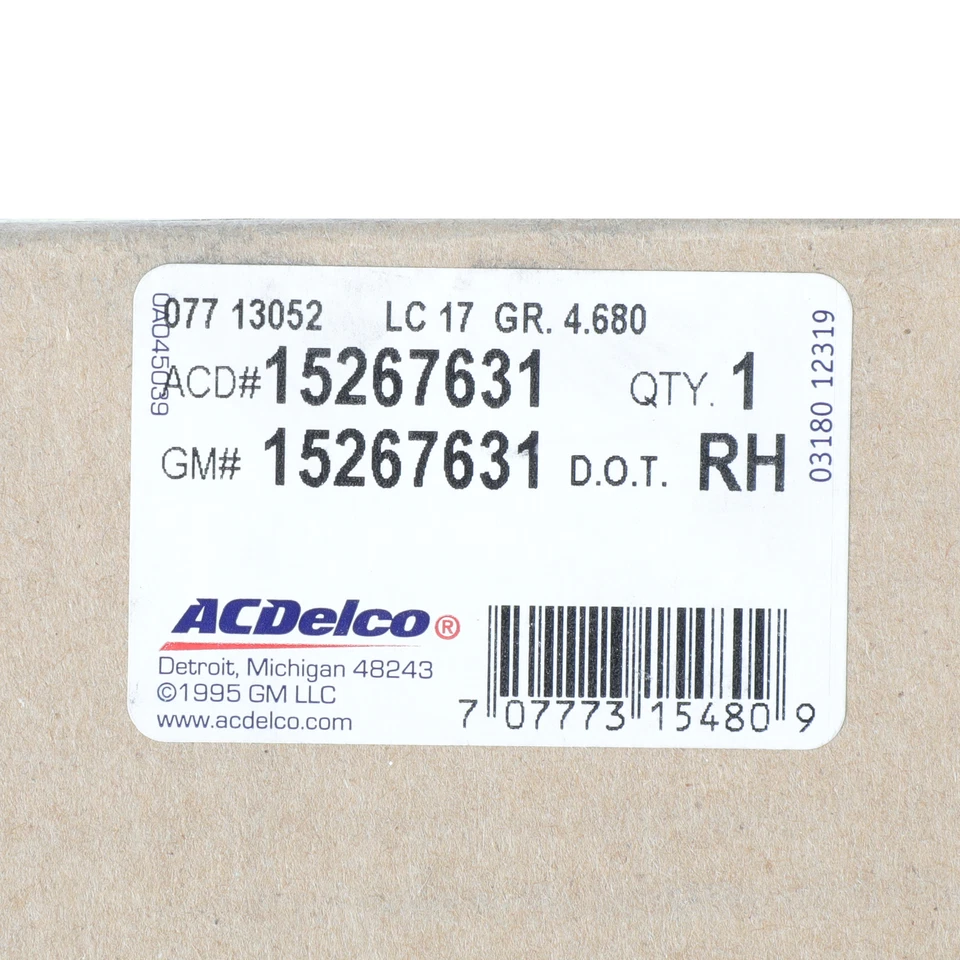 077 13052 LC 17 GR. 4.680
ACD# 15267631 QTY. 1
GM# 15267631 D.O.T. RH
0A045039
03180 12319
ACDelco®
Detroit, Michigan 48243
©1995 GM LLC
www.acdelco.com
7 07773 15480 9